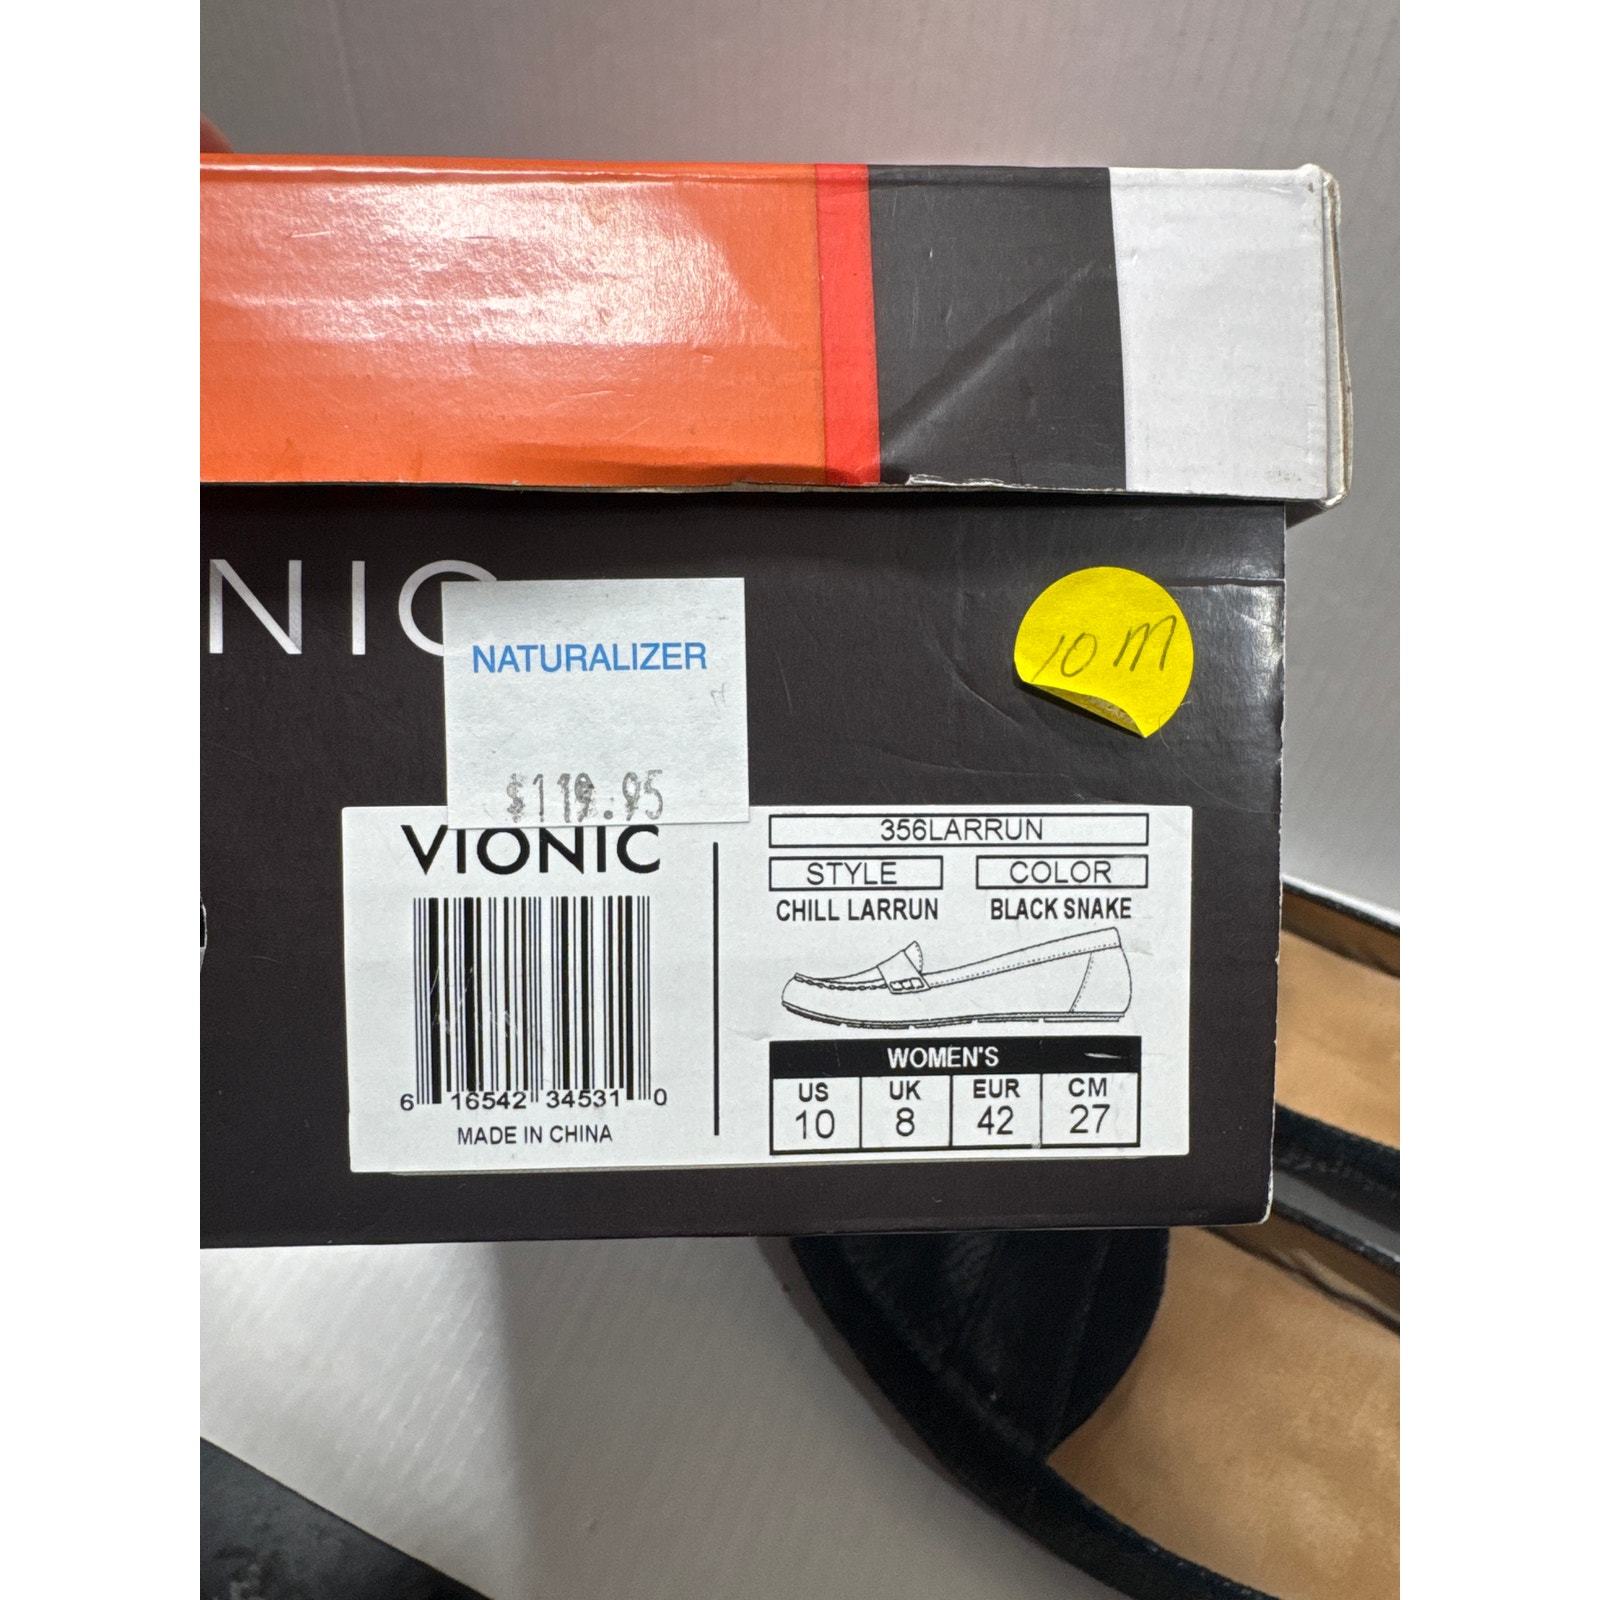 NIC
NATURALIZER
$119.95
10 M
VIONIC
356LARRUN
STYLE
COLOR
CHILL LARRUN
BLACK SNAKE
6 16542 34531 0
MADE IN CHINA
WOMEN'S
US UK EUR CM
10 8 42 27